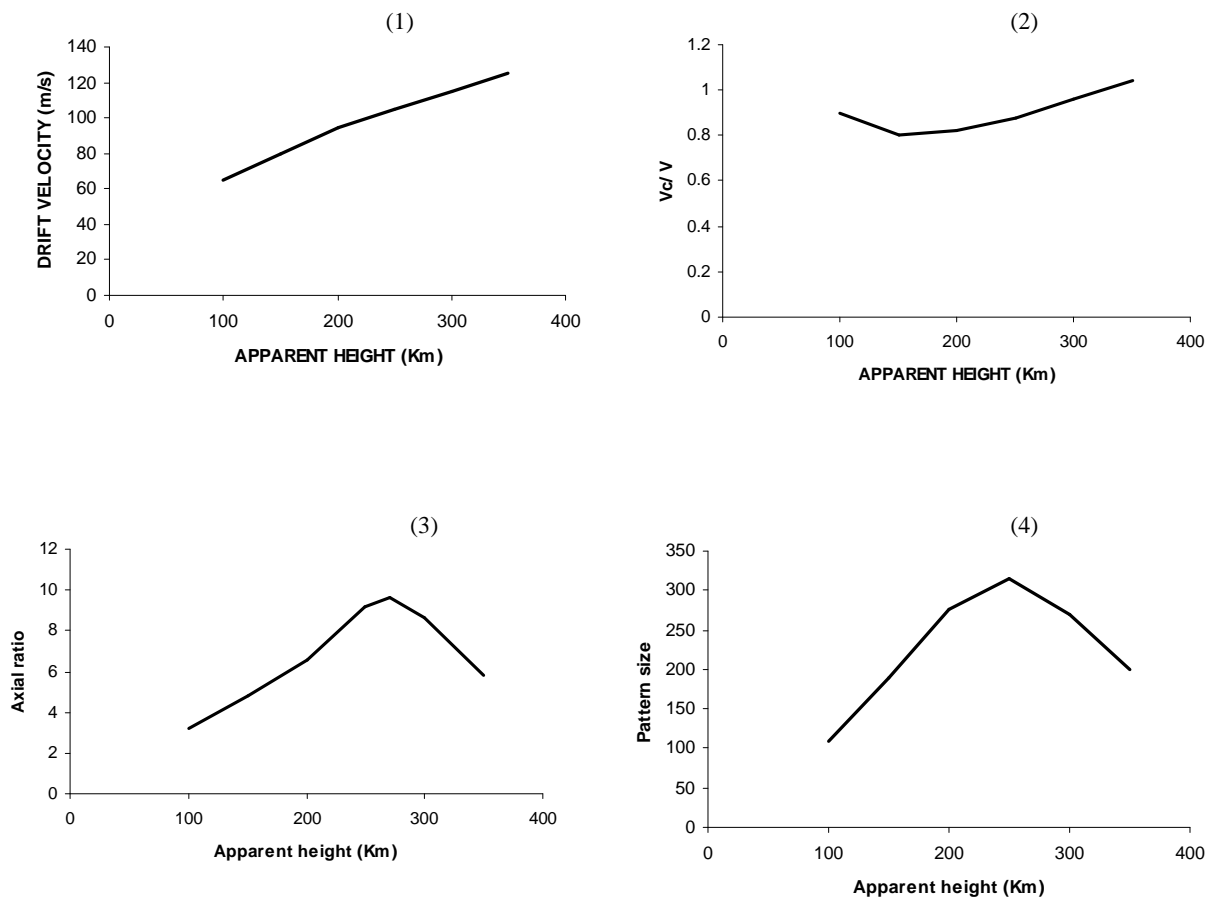 (1)
DRIFT VELOCITY (m/s)
140
120
100
80
60
40
20
0
0 100 200 300 400
APPARENT HEIGHT (Km)
(2)
Vc/ V
1.2
1
0.8
0.6
0.4
0.2
0
0 100 200 300 400
APPARENT HEIGHT (Km)
(3)
Axial ratio
12
10
8
6
4
2
0
0 100 200 300 400
Apparent height (Km)
(4)
Pattern size
350
300
250
200
150
100
50
0
0 100 200 300 400
Apparent height (Km)